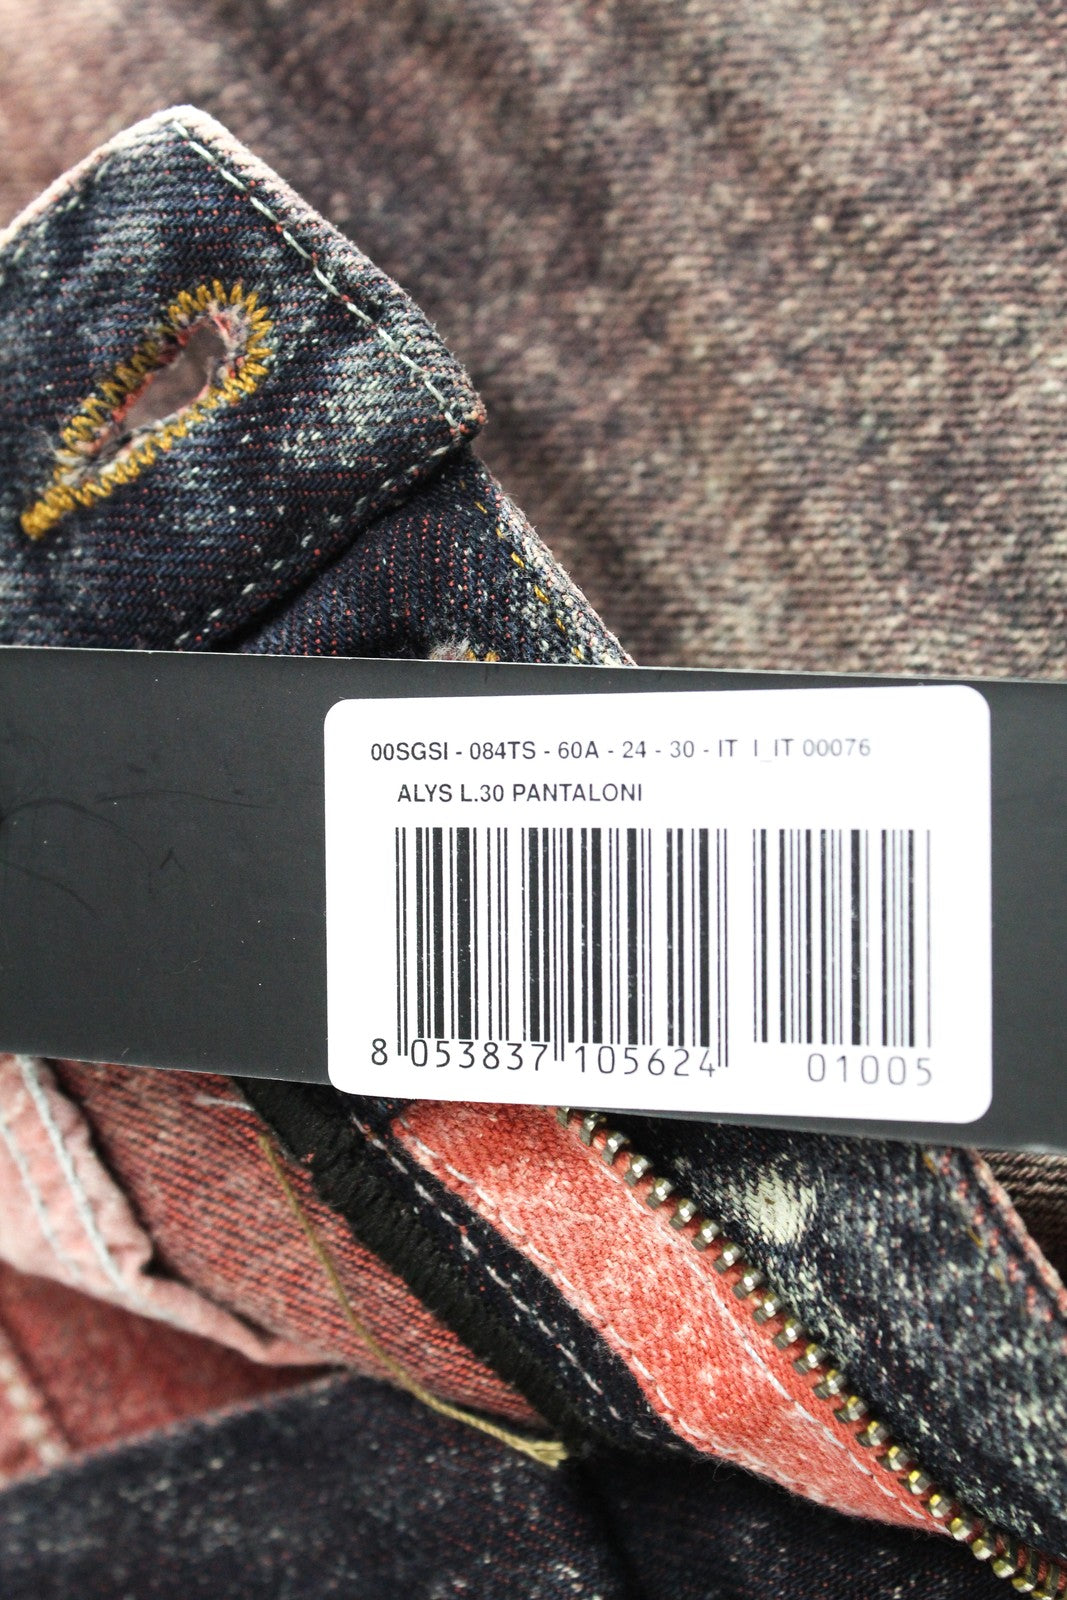 00SGSI - 084TS - 60A - 24 - 30 - IT I_IT 00076
ALYS L.30 PANTALONI
8 053837 105624 01005